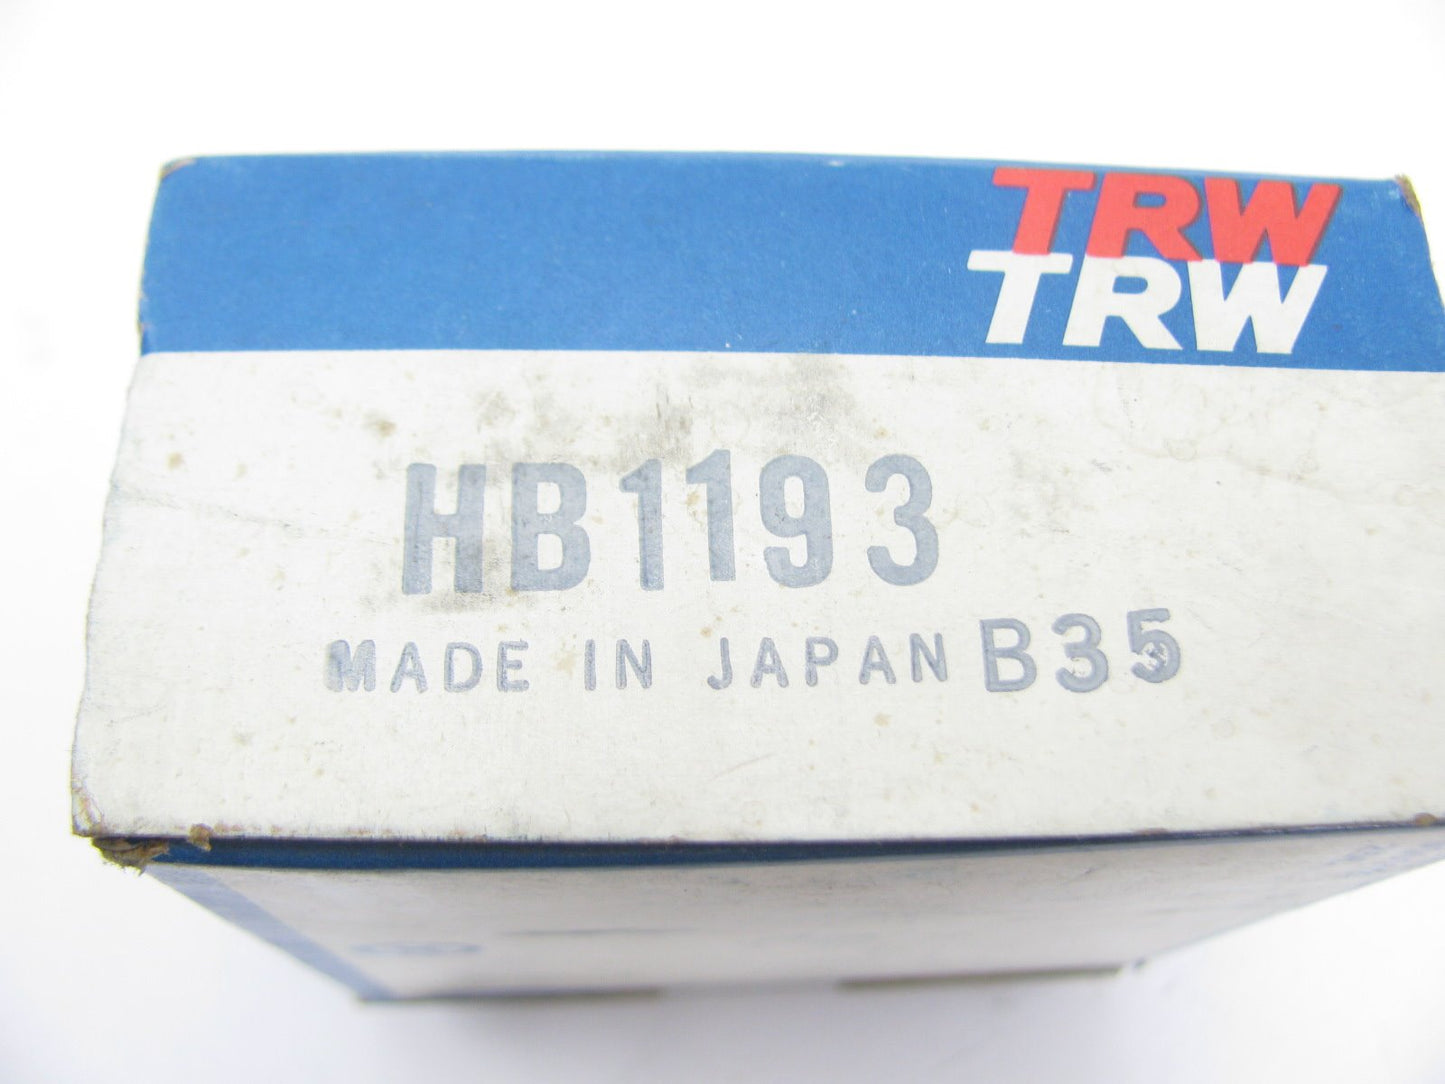 TRW
TRW
HB1193
MADE IN JAPAN B35